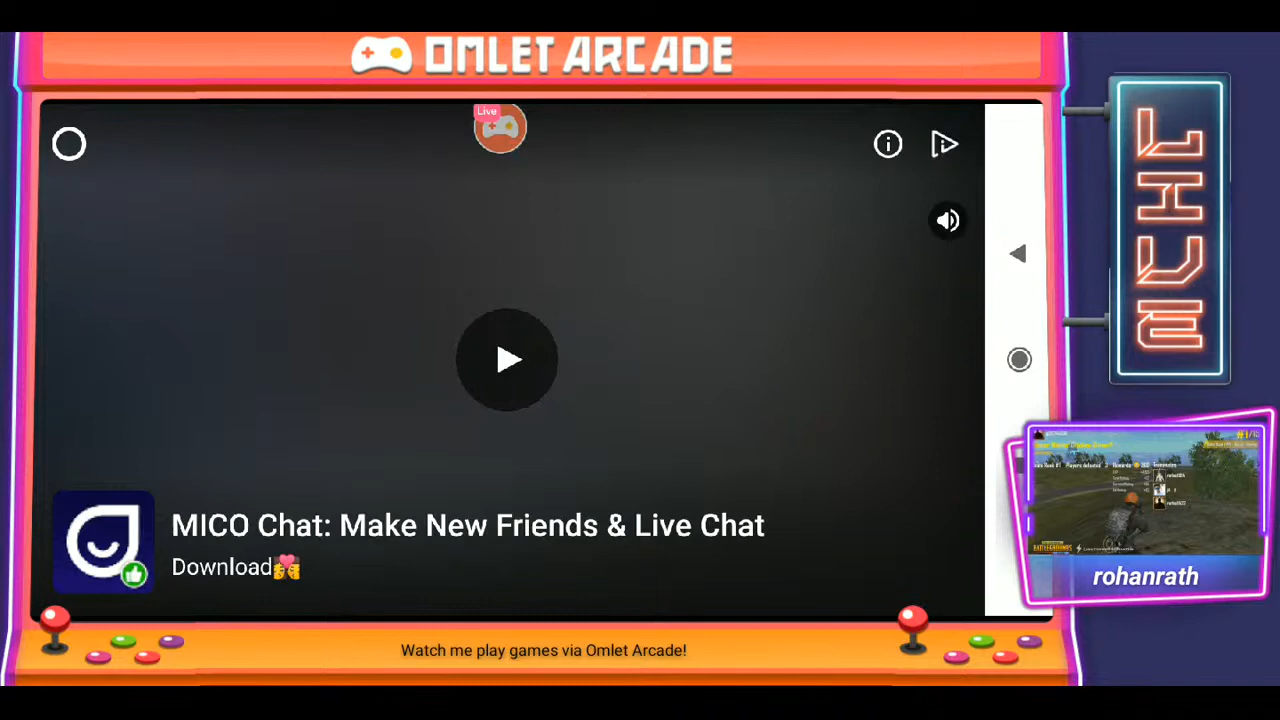 OMLET ARCADE
Live
LIVE
MICO Chat: Make New Friends & Live Chat
Download
rohanrath
Watch me play games via Omlet Arcade!